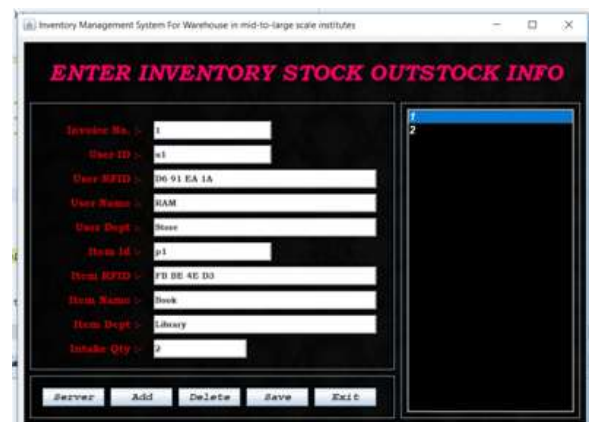 Inventory Management System For Warehouse in mid-to-large scale institutes
ENTER INVENTORY STOCK OUTSTOCK INFO
Invoice No. :- 1
User ID :- u1
User RFID :- D6 91 EA 1A
User Name :- RAM
User Dept :- Store
Item Id :- p1
Item RFID :- FB BE 4E D3
Item Name :- Book
Item Dept :- Library
Intake Qty :- 2
1
2
Server Add Delete Save Exit